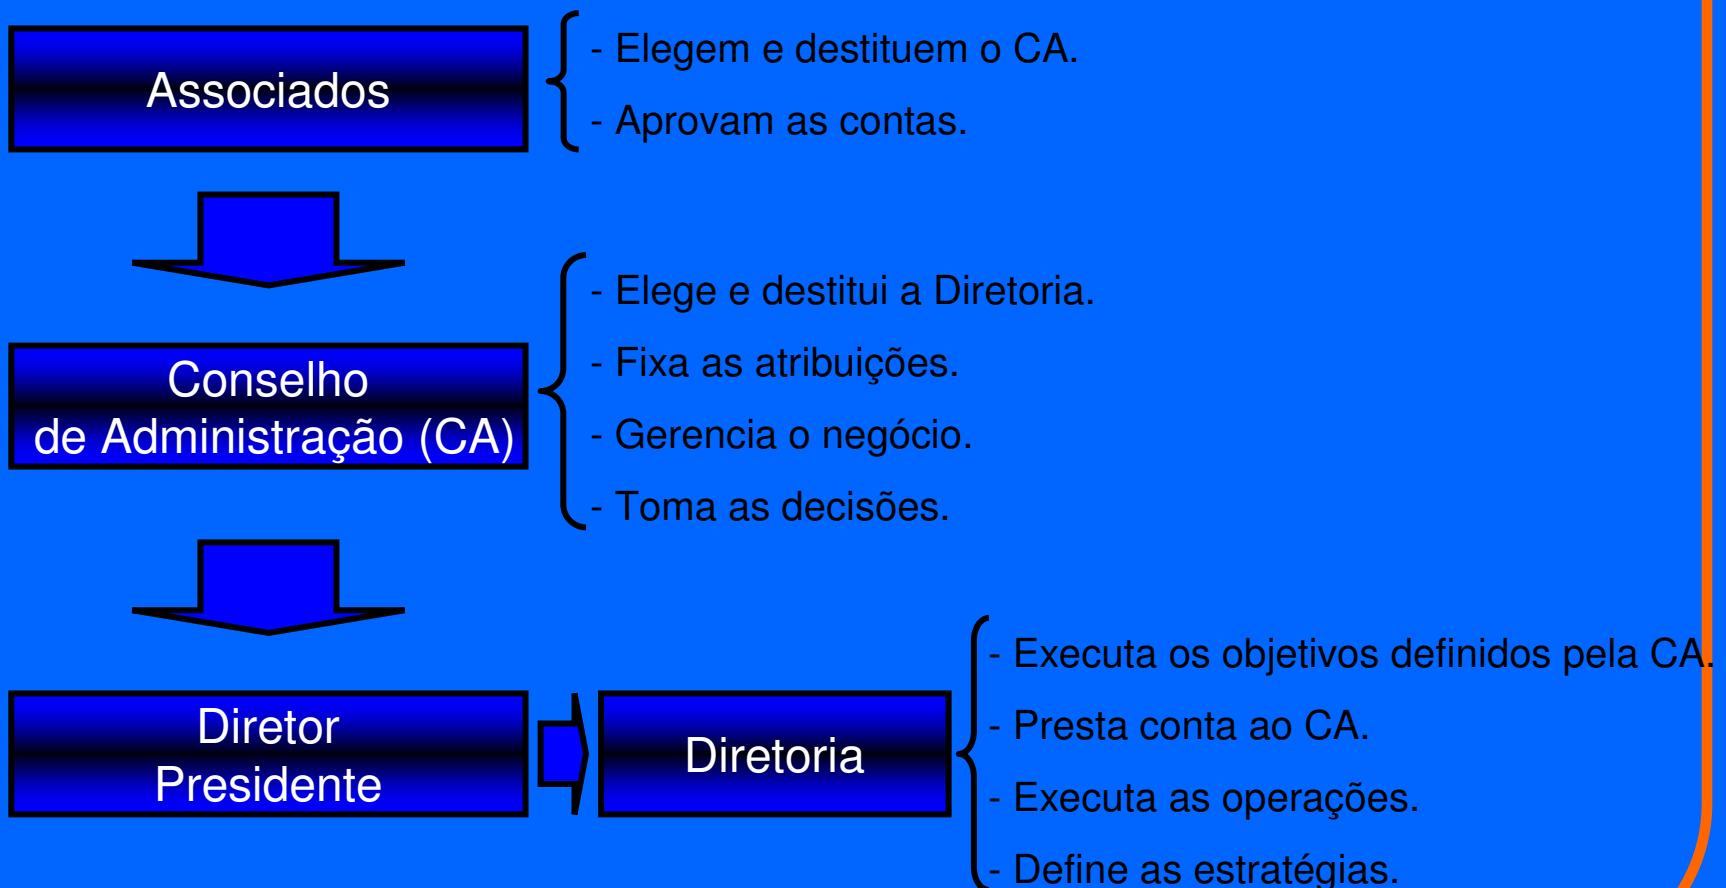 Associados
- Elegem e destituem o CA.
- Aprovam as contas.
Conselho
de Administração (CA)
- Elege e destitui a Diretoria.
- Fixa as atribuições.
- Gerencia o negócio.
- Toma as decisões.
Diretor
Presidente
Diretoria
- Executa os objetivos definidos pela CA.
- Presta conta ao CA.
- Executa as operações.
- Define as estratégias.